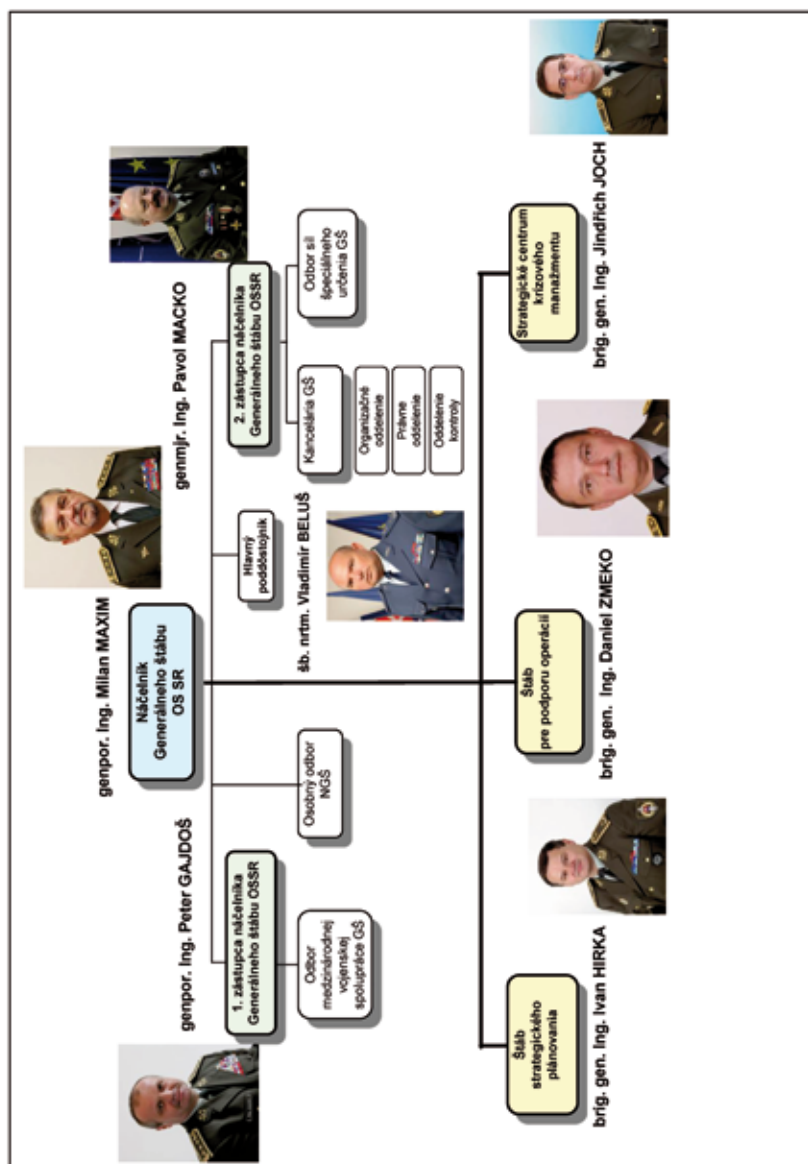 genpor. Ing. Milan MAXIM
Náčelník
Generálneho štábu
OS SR
genpor. Ing. Peter GAJDOŠ
1. zástupca náčelníka
Generálneho štábu OSSR
Odbor
medzinárodnej
vojenskej
spolupráce GŠ
Osobný odbor
NGŠ
Hlavný
poddôstojník
šb. nrtm. Vladimír BELUŠ
genmjr. Ing. Pavol MACKO
2. zástupca náčelníka
Generálneho štábu OSSR
Kancelária GŠ
Organizačné
oddelenie
Právne
oddelenie
Oddelenie
kontroly
Odbor síl
špeciálneho
určenia GŠ
Štáb
strategického
plánovania
brig. gen. Ing. Ivan HIRKA
Štáb
pre podporu operácií
brig. gen. Ing. Daniel ZMEKO
Strategické centrum
krízového
manažmentu
brig. gen. Ing. Jindřich JOCH